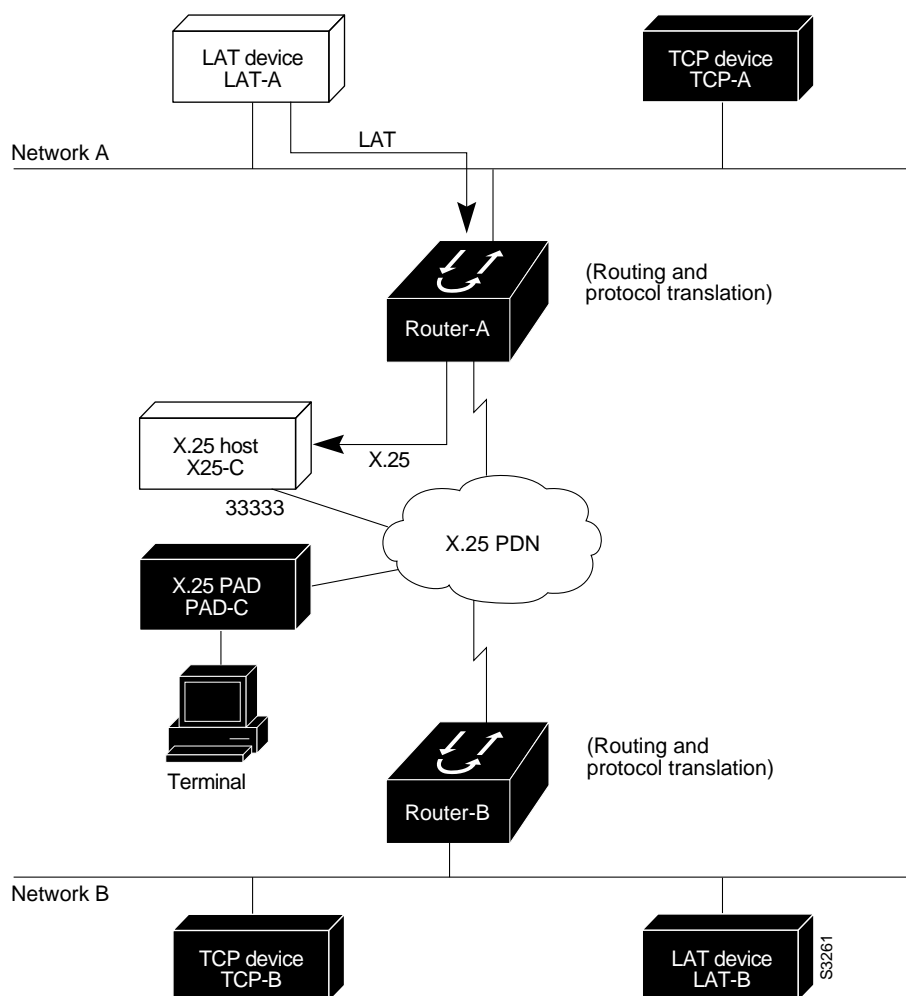 LAT device
LAT-A
TCP device
TCP-A
LAT
Network A
(Routing and
protocol translation)
Router-A
X.25 host
X25-C
X.25
33333
X.25 PDN
X.25 PAD
PAD-C
Terminal
(Routing and
protocol translation)
Router-B
Network B
TCP device
TCP-B
LAT device
LAT-B
S3261